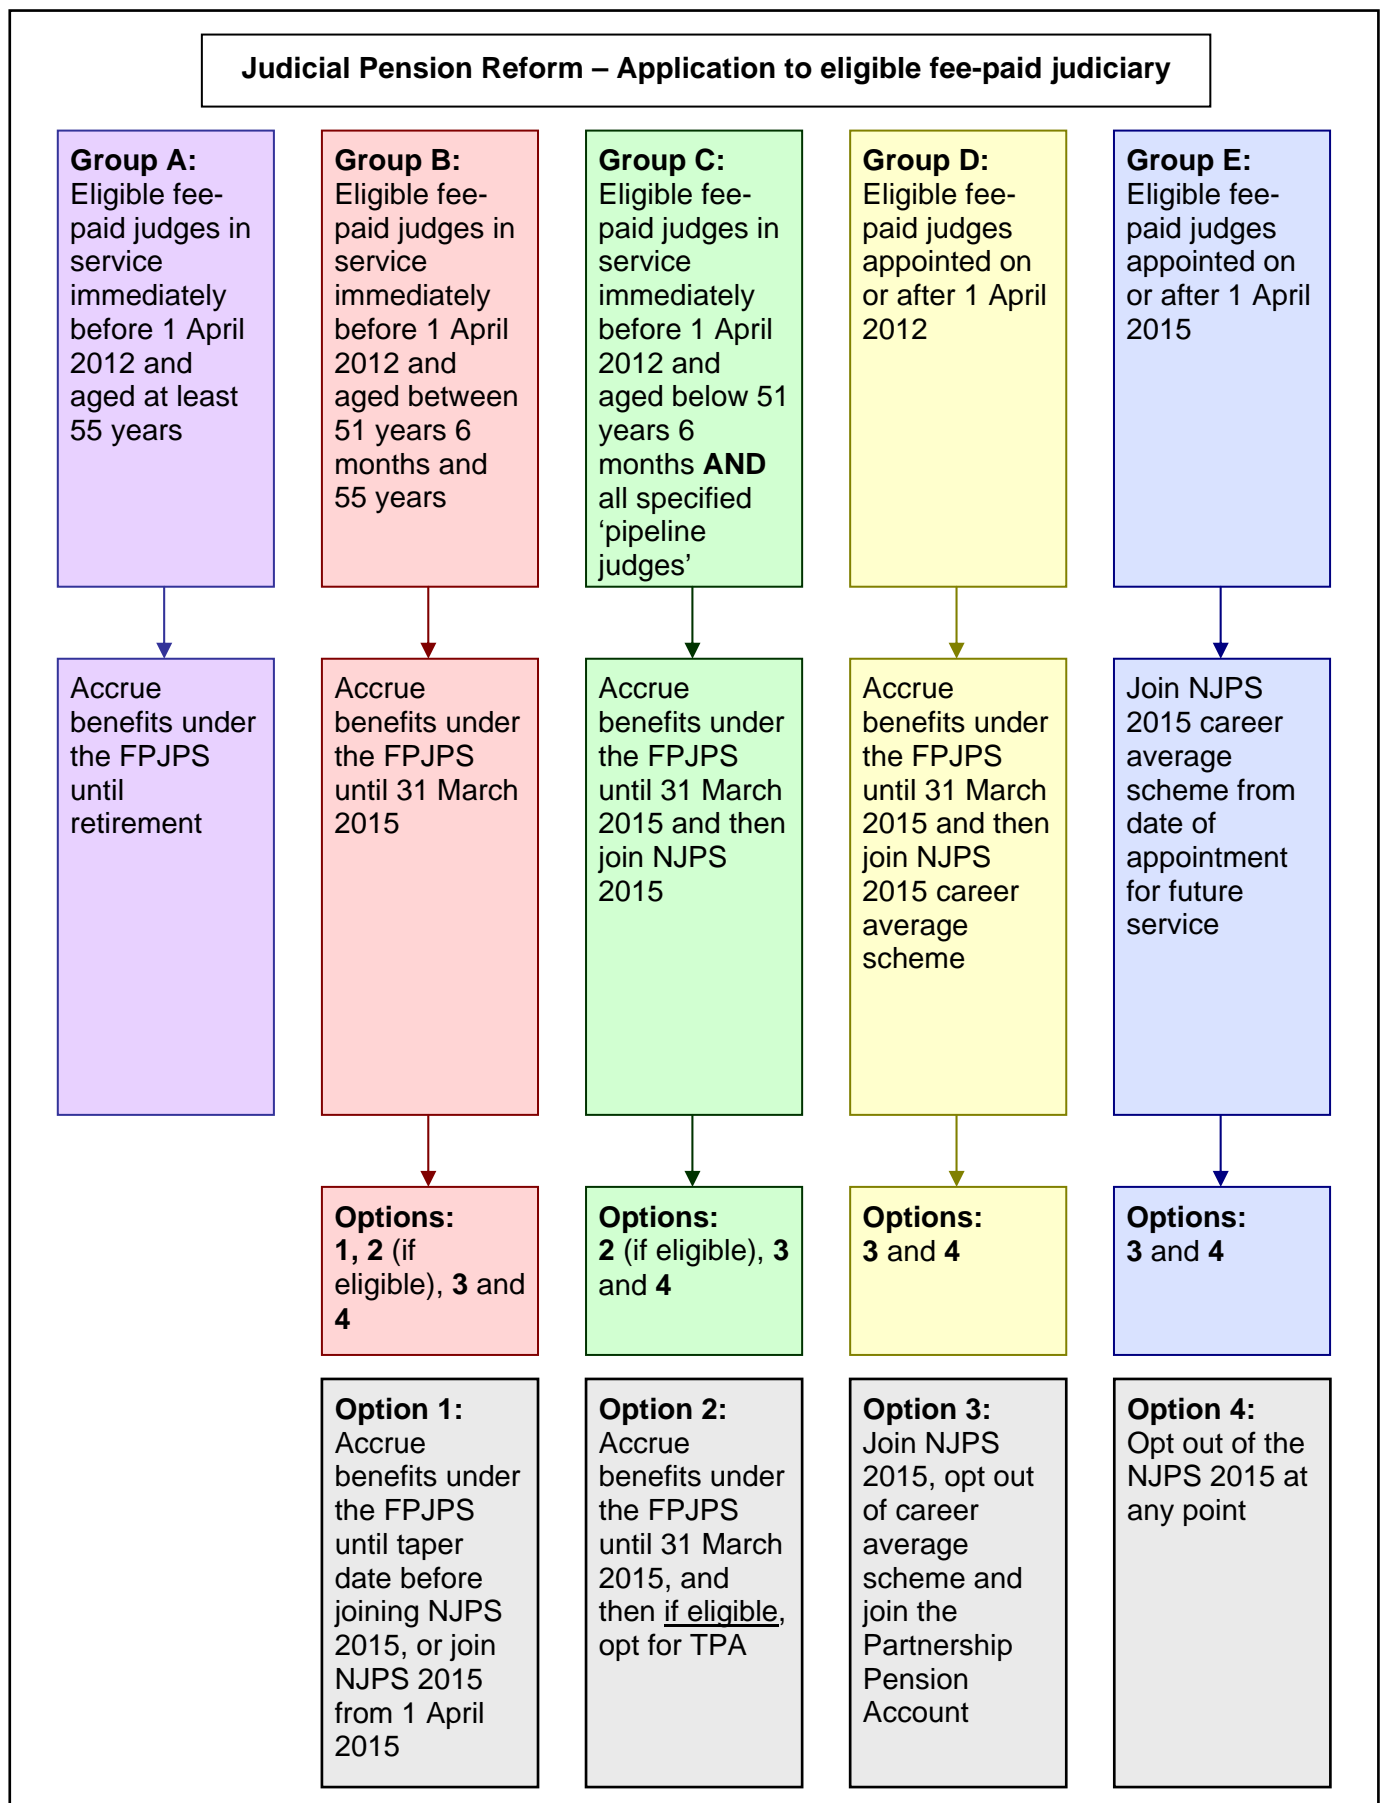 Judicial Pension Reform – Application to eligible fee-paid judiciary
Group A:
Eligible fee-
paid judges in
service
immediately
before 1 April
2012 and
aged at least
55 years
Group B:
Eligible fee-
paid judges in
service
immediately
before 1 April
2012 and
aged between
51 years 6
months and
55 years
Group C:
Eligible fee-
paid judges in
service
immediately
before 1 April
2012 and
aged below 51
years 6
months AND
all specified
‘pipeline
judges’
Group D:
Eligible fee-
paid judges
appointed on
or after 1 April
2012
Group E:
Eligible fee-
paid judges
appointed on
or after 1 April
2015
Accrue
benefits under
the FPJPS
until
retirement
Accrue
benefits under
the FPJPS
until 31 March
2015
Accrue
benefits under
the FPJPS
until 31 March
2015 and then
join NJPS
2015
Accrue
benefits under
the FPJPS
until 31 March
2015 and then
join NJPS
2015 career
average
scheme
Join NJPS
2015 career
average
scheme from
date of
appointment
for future
service
Options:
1, 2 (if
eligible), 3 and
4
Options:
2 (if eligible), 3
and 4
Options:
3 and 4
Options:
3 and 4
Option 1:
Accrue
benefits under
the FPJPS
until taper
date before
joining NJPS
2015, or join
NJPS 2015
from 1 April
2015
Option 2:
Accrue
benefits under
the FPJPS
until 31 March
2015, and
then if eligible,
opt for TPA
Option 3:
Join NJPS
2015, opt out
of career
average
scheme and
join the
Partnership
Pension
Account
Option 4:
Opt out of the
NJPS 2015 at
any point